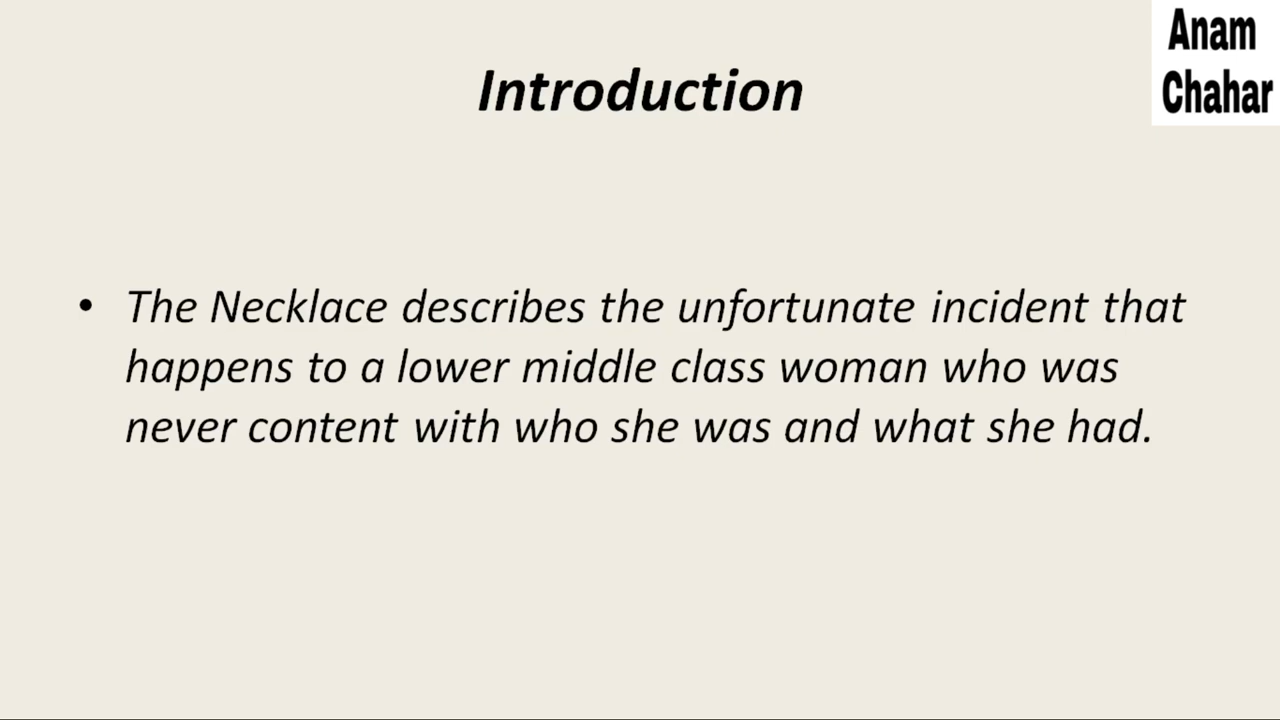 Anam
Chahar
Introduction
• The Necklace describes the unfortunate incident that
happens to a lower middle class woman who was
never content with who she was and what she had.